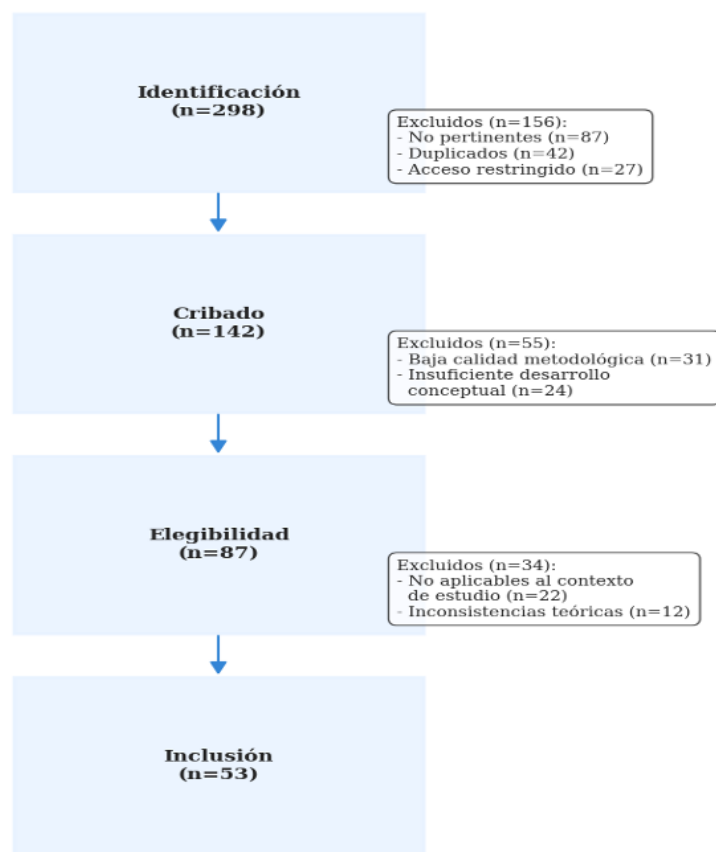 Identificación
(n=298)
Excluidos (n=156):
- No pertinentes (n=87)
- Duplicados (n=42)
- Acceso restringido (n=27)
Cribado
(n=142)
Excluidos (n=55):
- Baja calidad metodológica (n=31)
- Insuficiente desarrollo
conceptual (n=24)
Elegibilidad
(n=87)
Excluidos (n=34):
- No aplicables al contexto
de estudio (n=22)
- Inconsistencias teóricas (n=12)
Inclusión
(n=53)